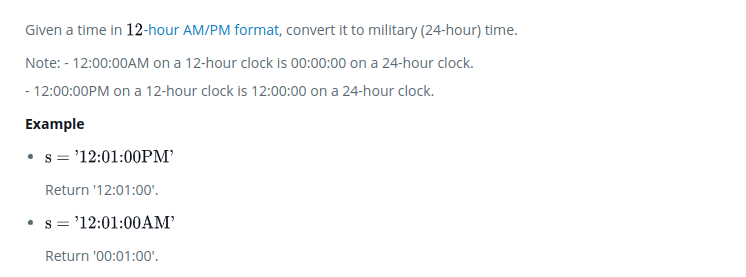 Given a time in 12-hour AM/PM format, convert it to military (24-hour) time.
Note: - 12:00:00AM on a 12-hour clock is 00:00:00 on a 24-hour clock.
- 12:00:00PM on a 12-hour clock is 12:00:00 on a 24-hour clock.
Example
• s = ’12:01:00PM’
Return '12:01:00'.
• s = ’12:01:00AM’
Return '00:01:00'.